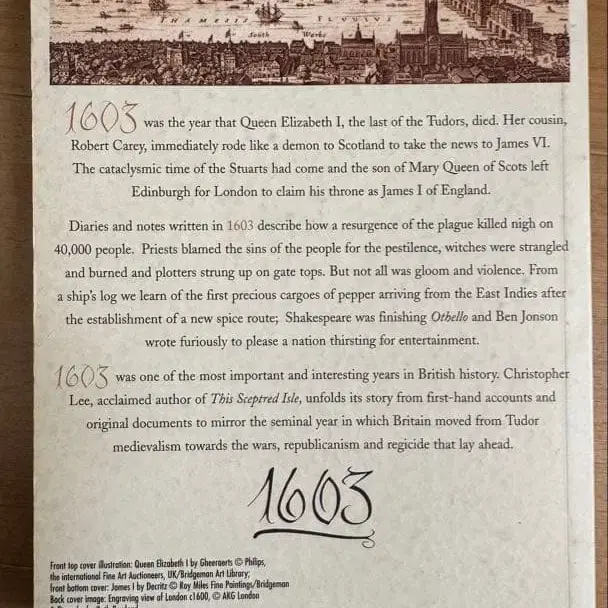 THAMESIS FLUVIUS
South Warke
1603 was the year that Queen Elizabeth I, the last of the Tudors, died. Her cousin,
Robert Carey, immediately rode like a demon to Scotland to take the news to James VI.
The cataclysmic time of the Stuarts had come and the son of Mary Queen of Scots left
Edinburgh for London to claim his throne as James I of England.
Diaries and notes written in 1603 describe how a resurgence of the plague killed nigh on
40,000 people. Priests blamed the sins of the people for the pestilence, witches were strangled
and burned and plotters strung up on gate tops. But not all was gloom and violence. From
a ship's log we learn of the first precious cargoes of pepper arriving from the East Indies after
the establishment of a new spice route; Shakespeare was finishing Othello and Ben Jonson
wrote furiously to please a nation thirsting for entertainment.
1603 was one of the most important and interesting years in British history. Christopher
Lee, acclaimed author of This Sceptred Isle, unfolds its story from first-hand accounts and
original documents to mirror the seminal year in which Britain moved from Tudor
medievalism towards the wars, republicanism and regicide that lay ahead.
1603
Front top cover illustration: Queen Elizabeth I by Gheeraerts © Philips,
the international Fine Art Auctioneers, UK/Bridgeman Art Library;
front bottom cover: James I by Decritz © Roy Miles Fine Paintings/Bridgeman
Back cover image: Engraving view of London c1600, © AKG London